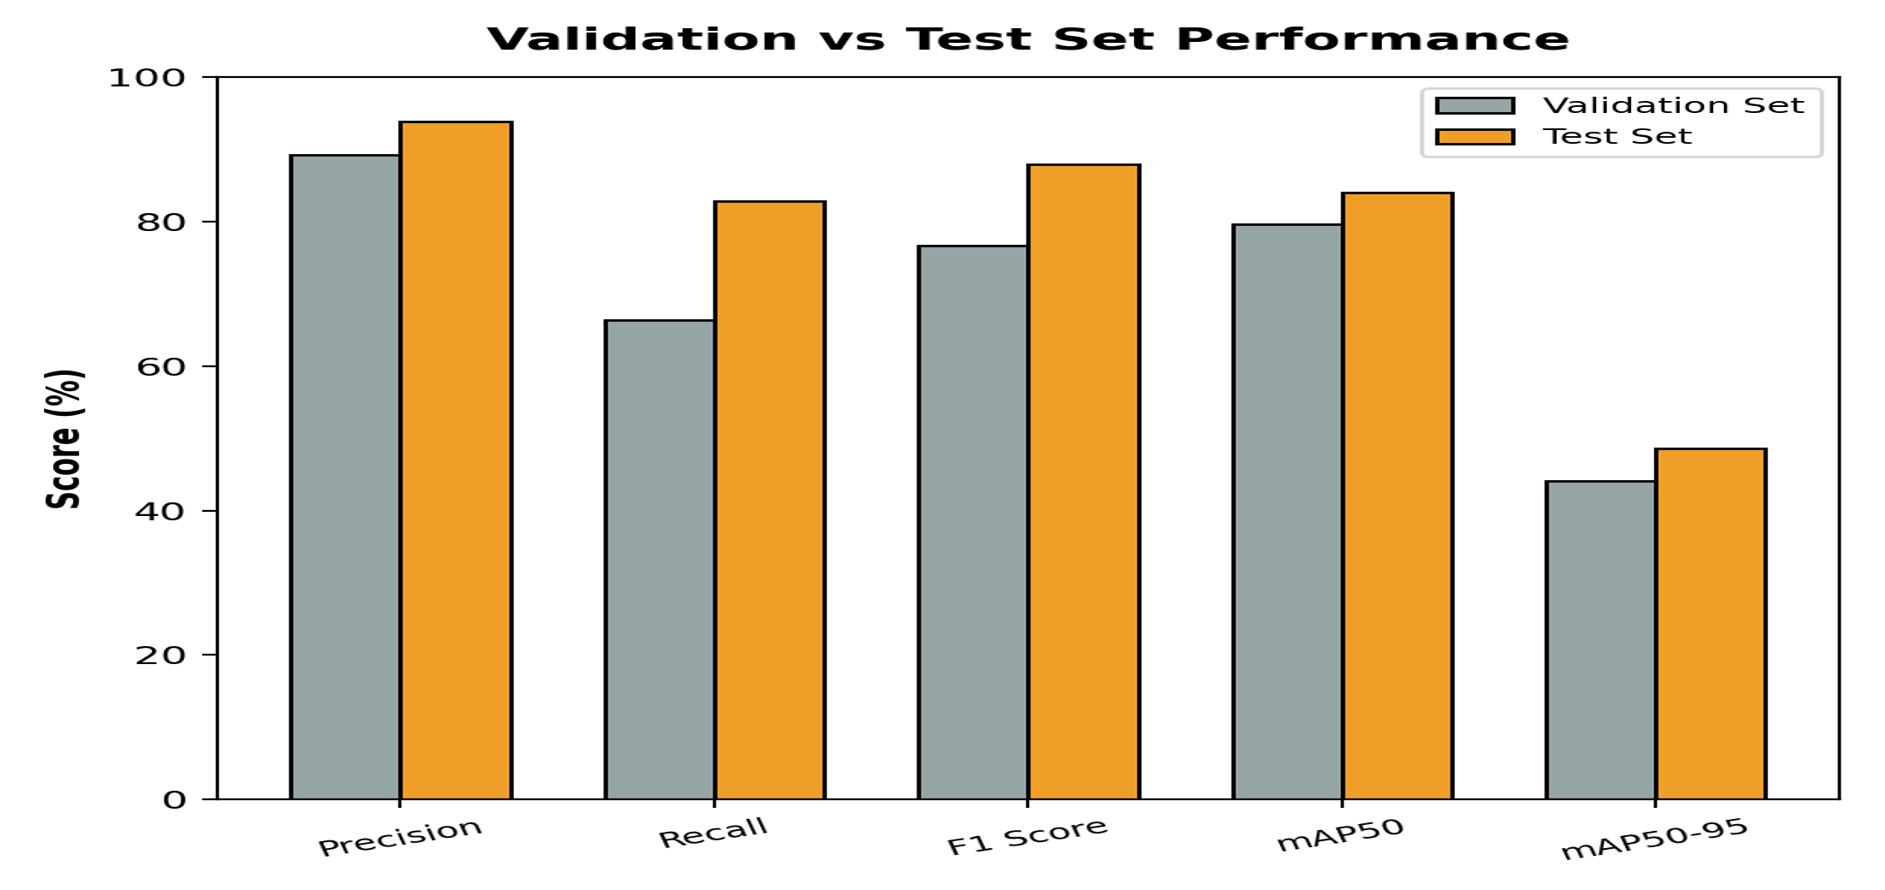 Validation vs Test Set Performance
100
80
60
40
20
0
Score (%)
Validation Set
Test Set
Precision
Recall
F1 Score
mAP50
mAP50-95